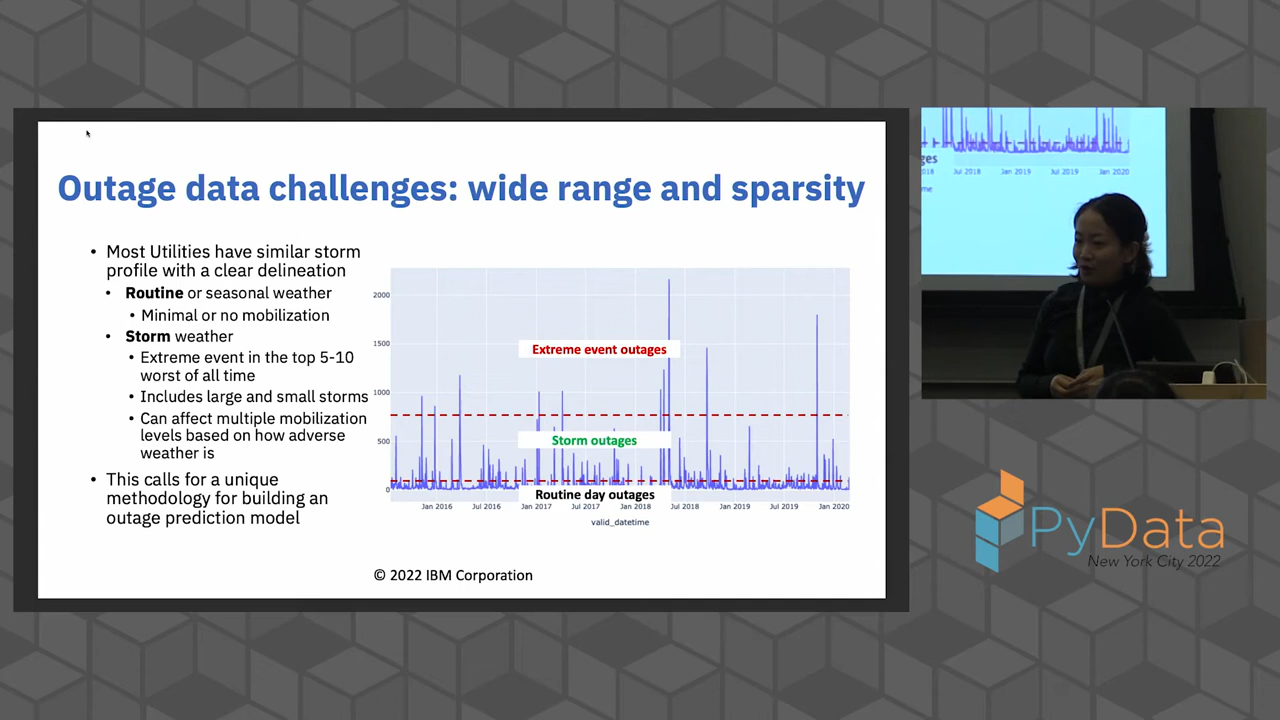 Outage data challenges: wide range and sparsity
• Most Utilities have similar storm
profile with a clear delineation
• Routine or seasonal weather
• Minimal or no mobilization
• Storm weather
• Extreme event in the top 5-10
worst of all time
• Includes large and small storms
• Can affect multiple mobilization
levels based on how adverse
weather is
• This calls for a unique
methodology for building an
outage prediction model
2000
1500
1000
500
0
Extreme event outages
Storm outages
Routine day outages
Jan 2016 Jul 2016 Jan 2017 Jul 2017 Jan 2018 Jul 2018 Jan 2019 Jul 2019 Jan 2020
valid_datetime
© 2022 IBM Corporation
ges
2018 Jul 2018 Jan 2019 Jul 2019 Jan 2020
me
PyData
New York City 2022